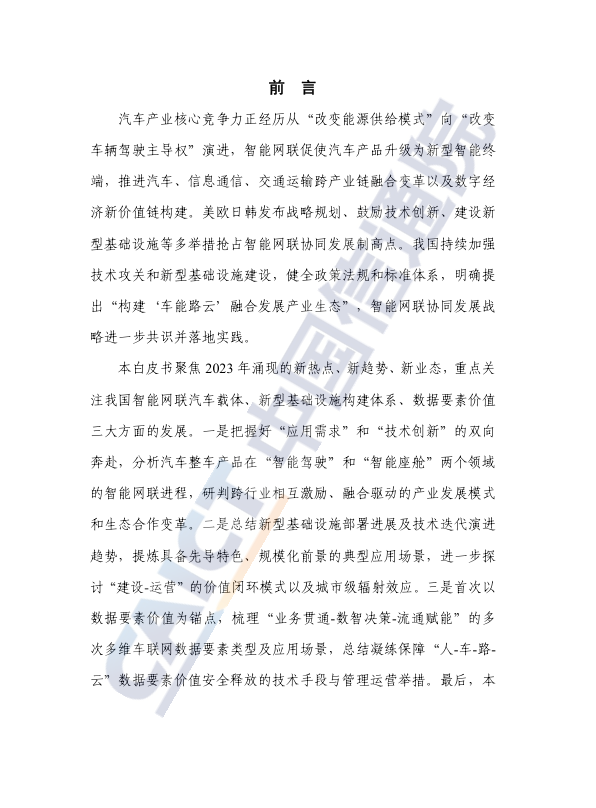 前 言
汽车产业核心竞争力正经历从“改变能源供给模式”向“改变
车辆驾驶主导权”演进，智能网联促使汽车产品升级为新型智能终
端，推进汽车、信息通信、交通运输跨产业链融合变革以及数字经
济新价值链构建。美欧日韩发布战略规划、鼓励技术创新、建设新
型基础设施等多举措抢占智能网联协同发展制高点。我国持续加强
技术攻关和新型基础设施建设，健全政策法规和标准体系，明确提
出“构建‘车能路云’融合发展产业生态”，智能网联协同发展战
略进一步共识并落地实践。
本白皮书聚焦 2023 年涌现的新热点、新趋势、新业态，重点关
注我国智能网联汽车载体、新型基础设施构建体系、数据要素价值
三大方面的发展。一是把握好“应用需求”和“技术创新”的双向
奔赴，分析汽车整车产品在“智能驾驶”和“智能座舱”两个领域
的智能网联进程，研判跨行业相互激励、融合驱动的产业发展模式
和生态合作变革。二是总结新型基础设施部署进展及技术迭代演进
趋势，提炼具备先导特色、规模化前景的典型应用场景，进一步探
讨“建设-运营”的价值闭环模式以及城市级辐射效应。三是首次以
数据要素价值为锚点，梳理“业务贯通-数智决策-流通赋能”的多
次多维车联网数据要素类型及应用场景，总结凝练保障“人-车-路-
云”数据要素价值安全释放的技术手段与管理运营举措。最后，本
CAICT 中国信通院